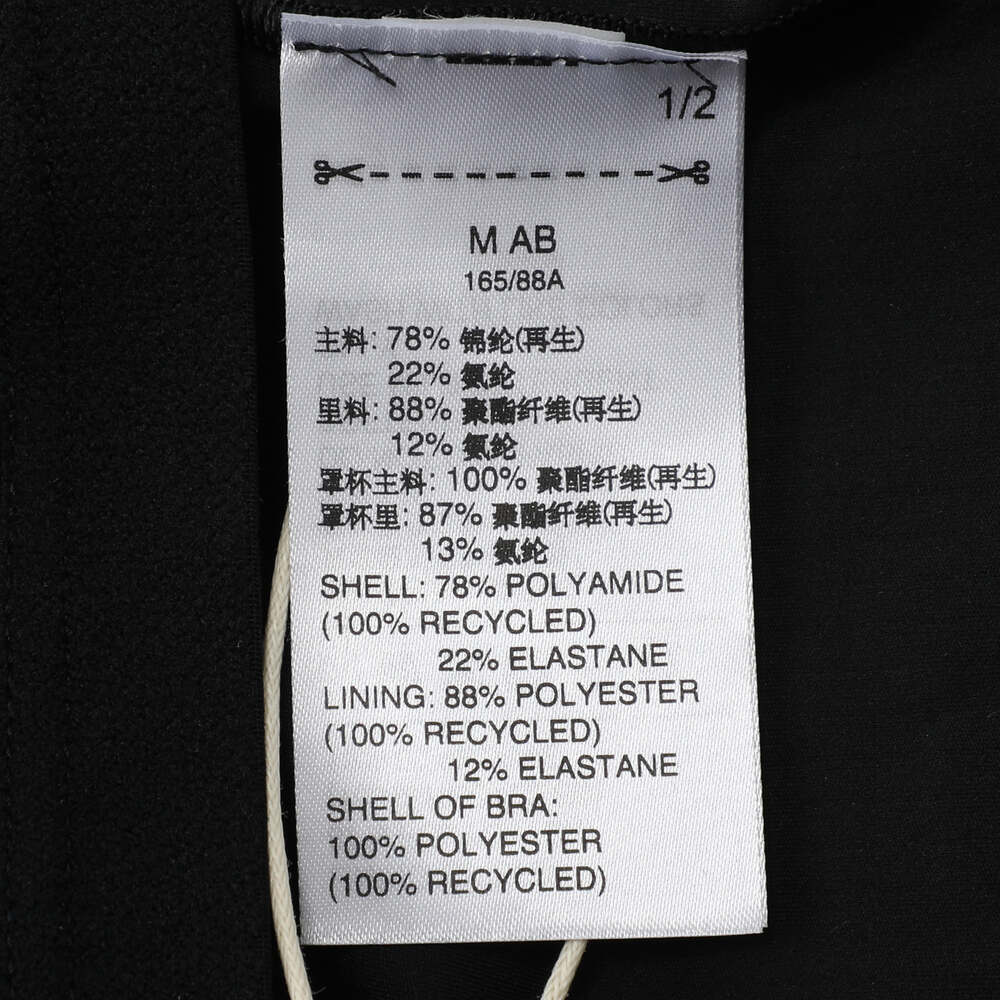 1/2
M AB
165/88A
主料: 78% 锦纶(再生)
22% 氨纶
里料: 88% 聚酯纤维(再生)
12% 氨纶
罩杯主料: 100% 聚酯纤维(再生)
罩杯里: 87% 聚酯纤维(再生)
13% 氨纶
SHELL: 78% POLYAMIDE
(100% RECYCLED)
22% ELASTANE
LINING: 88% POLYESTER
(100% RECYCLED)
12% ELASTANE
SHELL OF BRA:
100% POLYESTER
(100% RECYCLED)